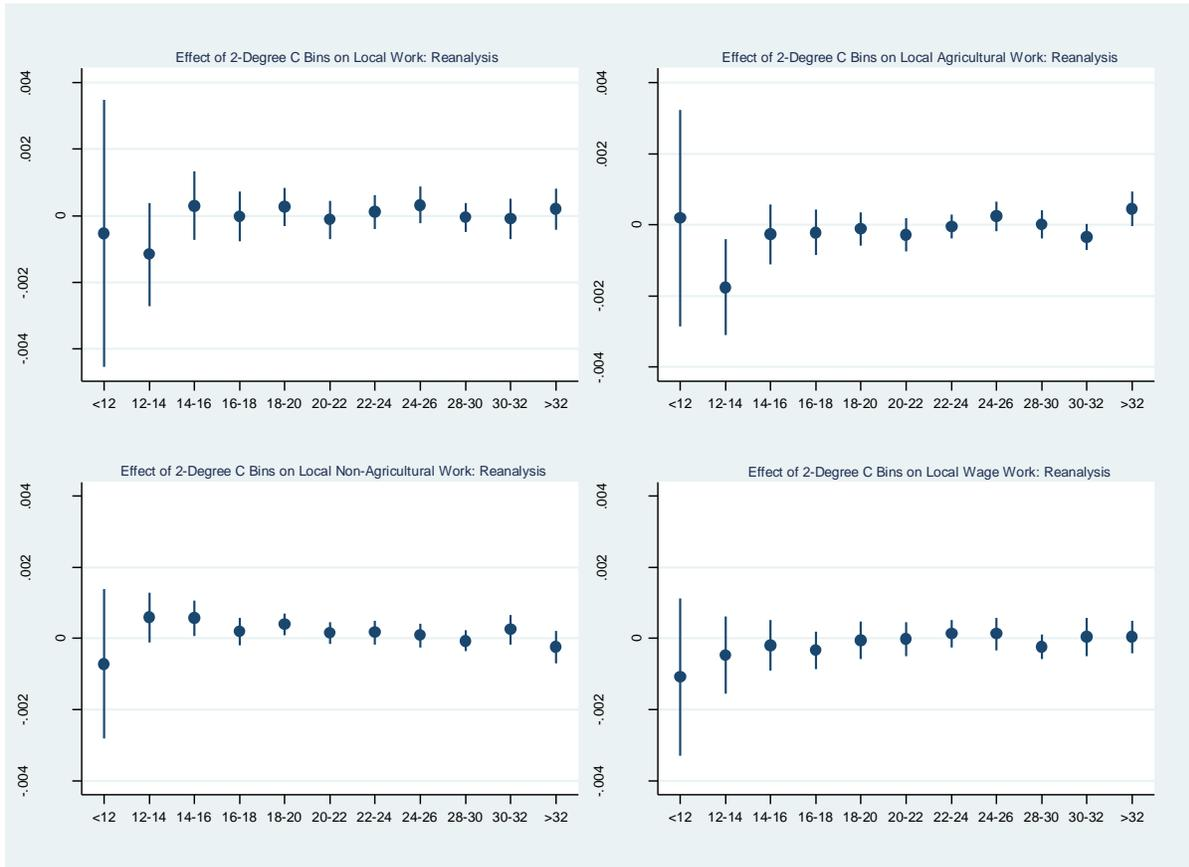 Effect of 2-Degree C Bins on Local Work: Reanalysis
.004
.002
0
-.002
-.004
<12 12-14 14-16 16-18 18-20 20-22 22-24 24-26 28-30 30-32 >32
Effect of 2-Degree C Bins on Local Agricultural Work: Reanalysis
.004
.002
0
-.002
-.004
<12 12-14 14-16 16-18 18-20 20-22 22-24 24-26 28-30 30-32 >32
Effect of 2-Degree C Bins on Local Non-Agricultural Work: Reanalysis
.004
.002
0
-.002
-.004
<12 12-14 14-16 16-18 18-20 20-22 22-24 24-26 28-30 30-32 >32
Effect of 2-Degree C Bins on Local Wage Work: Reanalysis
.004
.002
0
-.002
-.004
<12 12-14 14-16 16-18 18-20 20-22 22-24 24-26 28-30 30-32 >32